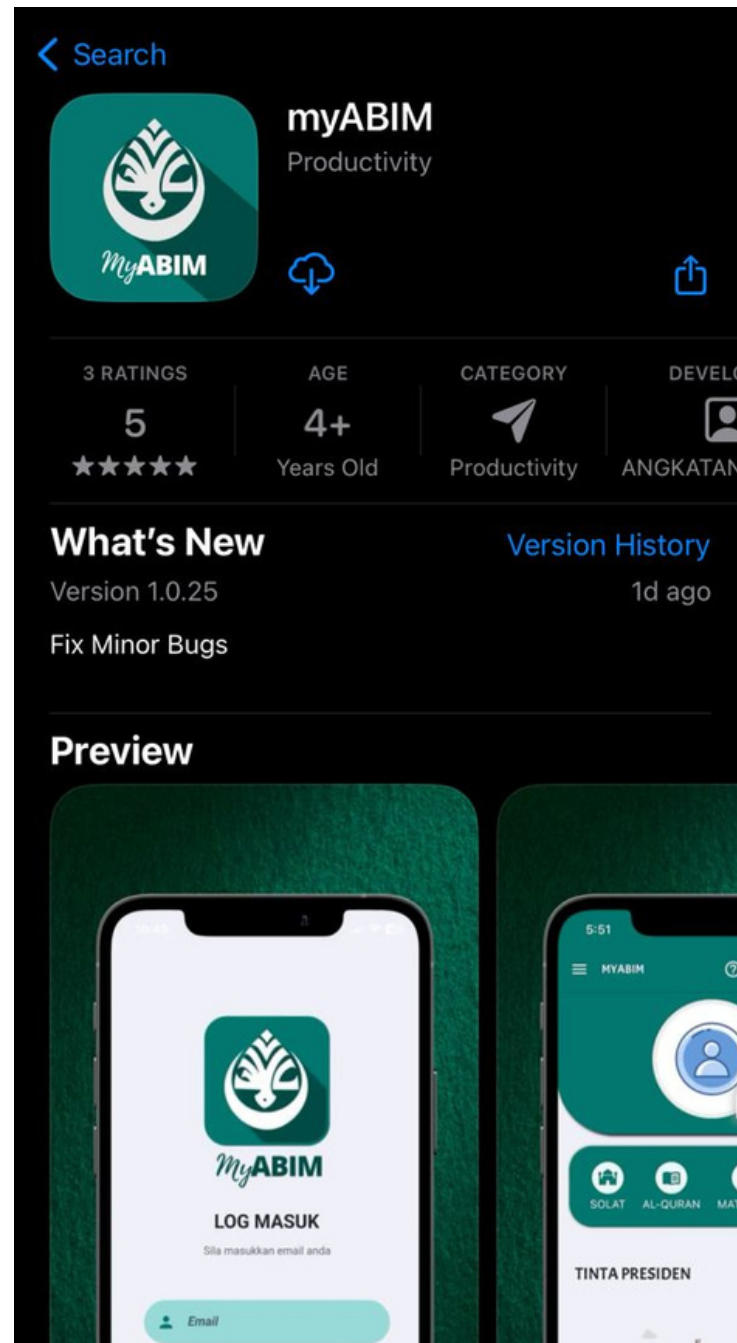 Search
myABIM
Productivity
MyABIM
3 RATINGS
5
★★★★★
AGE
4+
Years Old
CATEGORY
Productivity
DEVELO
ANGKATAN
What's New
Version History
Version 1.0.25
1d ago
Fix Minor Bugs
Preview
MyABIM
LOG MASUK
Sila masukkan email anda
Email
5:51
MYABIM
SOLAT
AL-QURAN
MAT
TINTA PRESIDEN